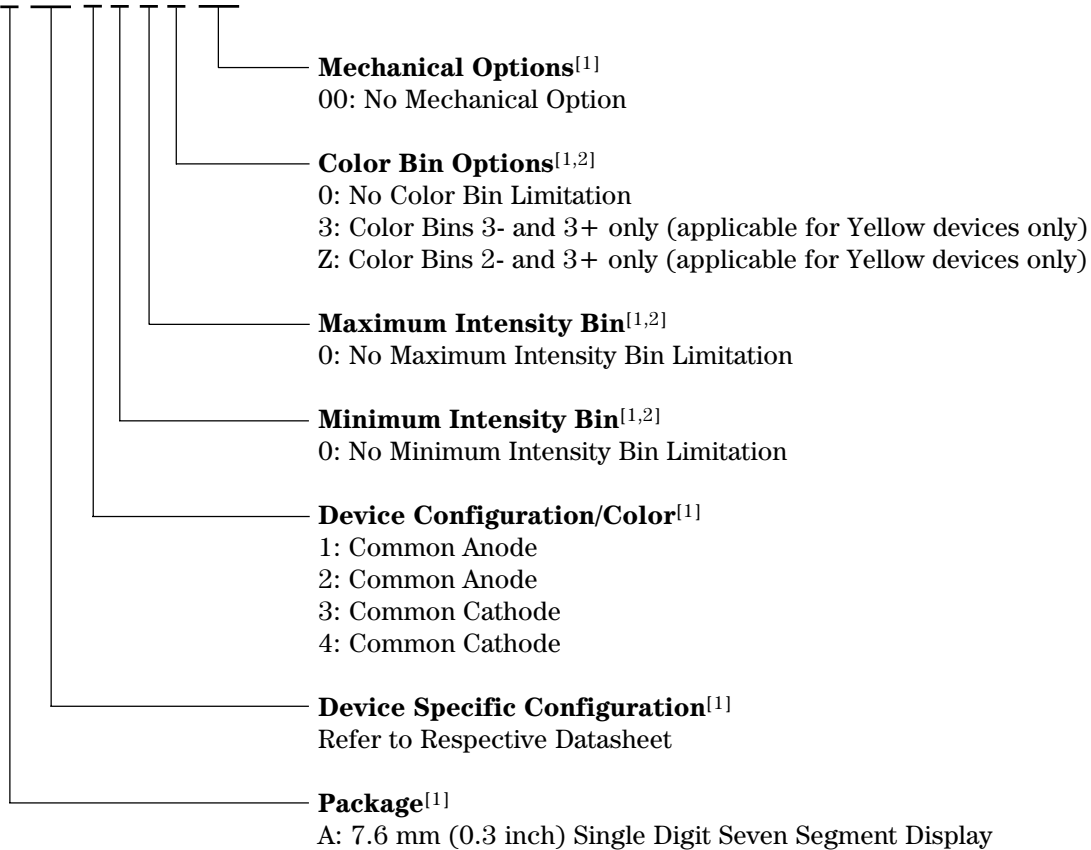 Mechanical Options[1]
00: No Mechanical Option
Color Bin Options[1,2]
0: No Color Bin Limitation
3: Color Bins 3- and 3+ only (applicable for Yellow devices only)
Z: Color Bins 2- and 3+ only (applicable for Yellow devices only)
Maximum Intensity Bin[1,2]
0: No Maximum Intensity Bin Limitation
Minimum Intensity Bin[1,2]
0: No Minimum Intensity Bin Limitation
Device Configuration/Color[1]
1: Common Anode
2: Common Anode
3: Common Cathode
4: Common Cathode
Device Specific Configuration[1]
Refer to Respective Datasheet
Package[1]
A: 7.6 mm (0.3 inch) Single Digit Seven Segment Display